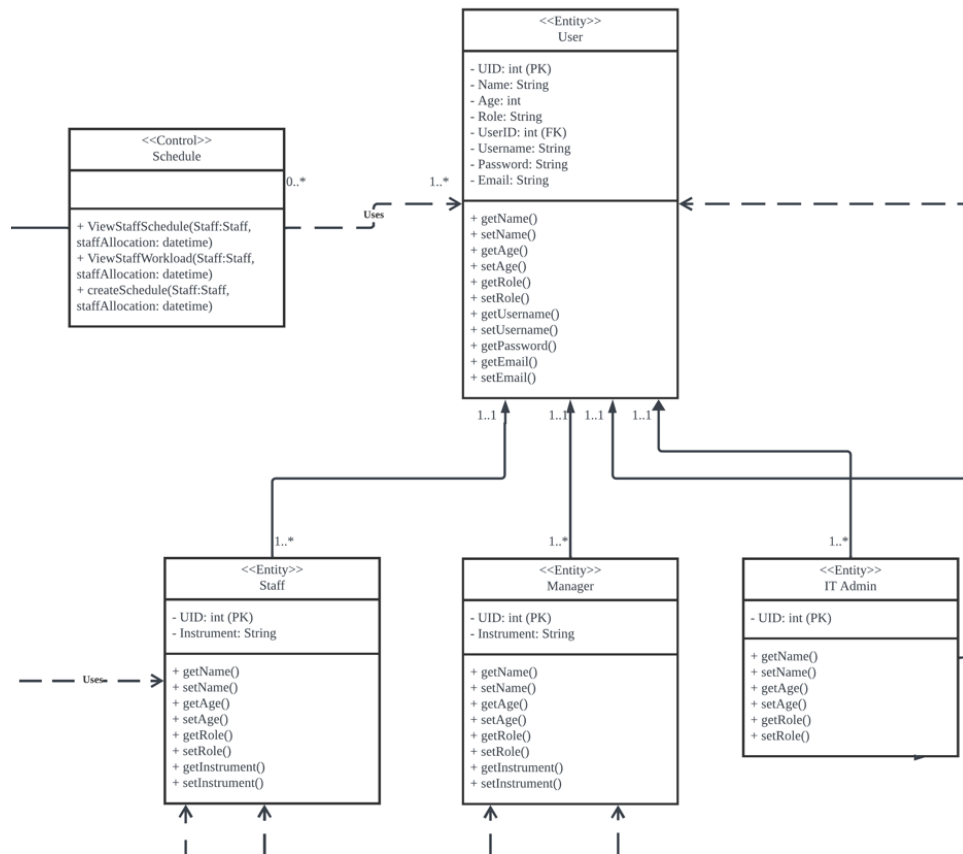 <<Entity>>
User
- UID: int (PK)
- Name: String
- Age: int
- Role: String
- UserID: int (FK)
- Username: String
- Password: String
- Email: String
+ getName()
+ setName()
+ getAge()
+ setAge()
+ getRole()
+ setRole()
+ getUsername()
+ setUsername()
+ getPassword()
+ getEmail()
+ setEmail()
<<Control>>
Schedule
+ ViewStaffSchedule(Staff:Staff,
staffAllocation: datetime)
+ ViewStaffWorkload(Staff:Staff,
staffAllocation: datetime)
+ createSchedule(Staff:Staff,
staffAllocation: datetime)
0..*
1..*
Uses
1..1
1..1
1..1
1..1
1..*
1..*
1..*
<<Entity>>
Staff
- UID: int (PK)
- Instrument: String
+ getName()
+ setName()
+ getAge()
+ setAge()
+ getRole()
+ setRole()
+ getInstrument()
+ setInstrument()
Uses
<<Entity>>
Manager
- UID: int (PK)
- Instrument: String
+ getName()
+ setName()
+ getAge()
+ setAge()
+ getRole()
+ setRole()
+ getInstrument()
+ setInstrument()
<<Entity>>
IT Admin
- UID: int (PK)
+ getName()
+ setName()
+ getAge()
+ setAge()
+ getRole()
+ setRole()